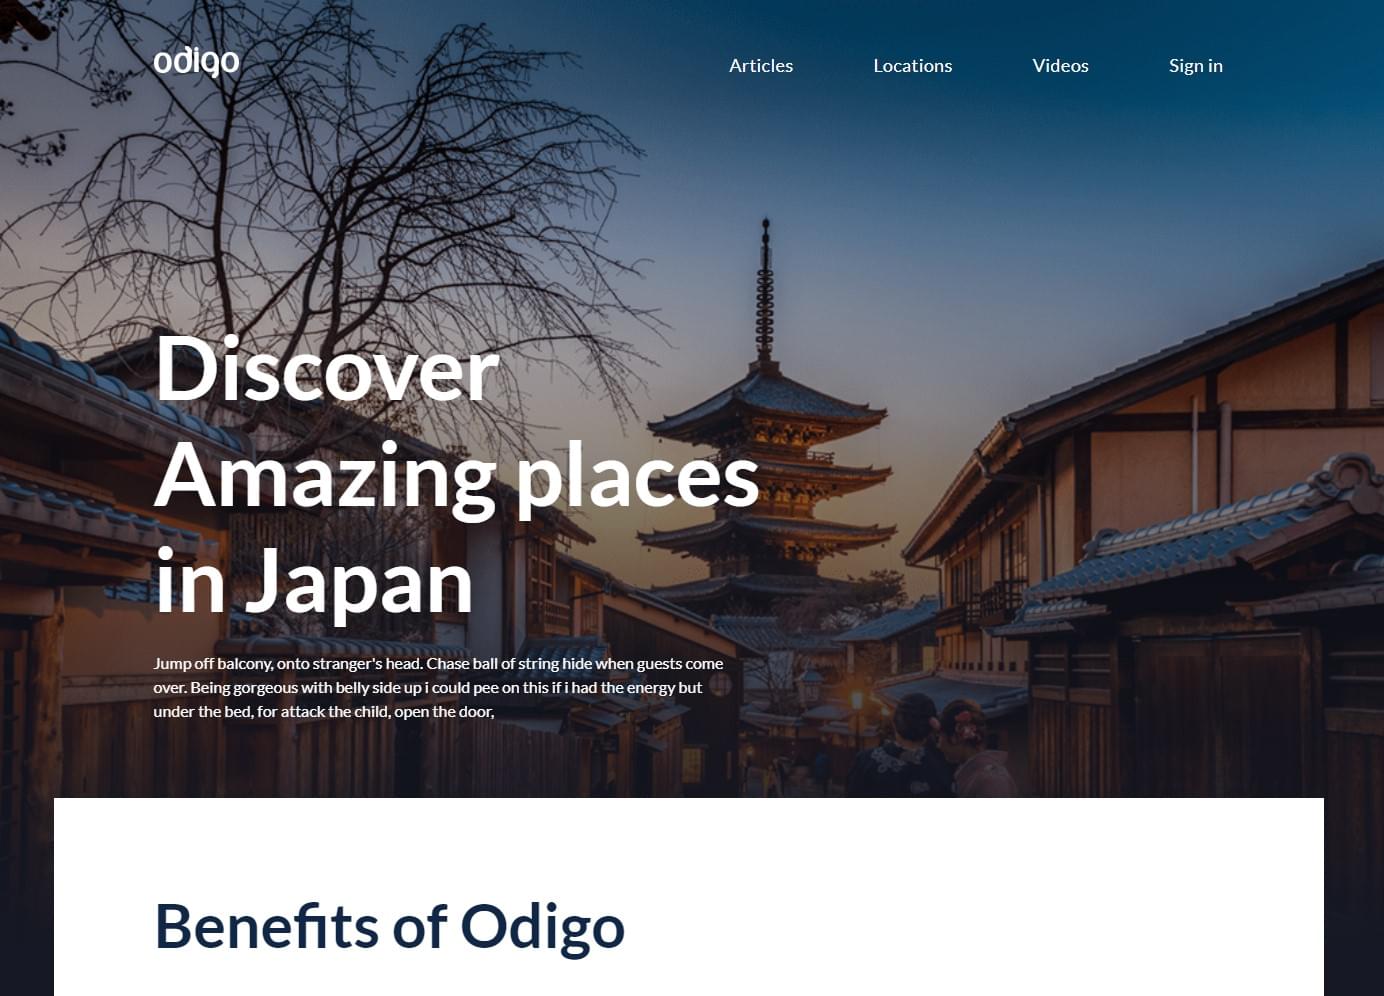 odigo
Articles Locations Videos Sign in
Discover
Amazing places
in Japan
Jump off balcony, onto stranger's head. Chase ball of string hide when guests come
over. Being gorgeous with belly side up i could pee on this if i had the energy but
under the bed, for attack the child, open the door,
Benefits of Odigo